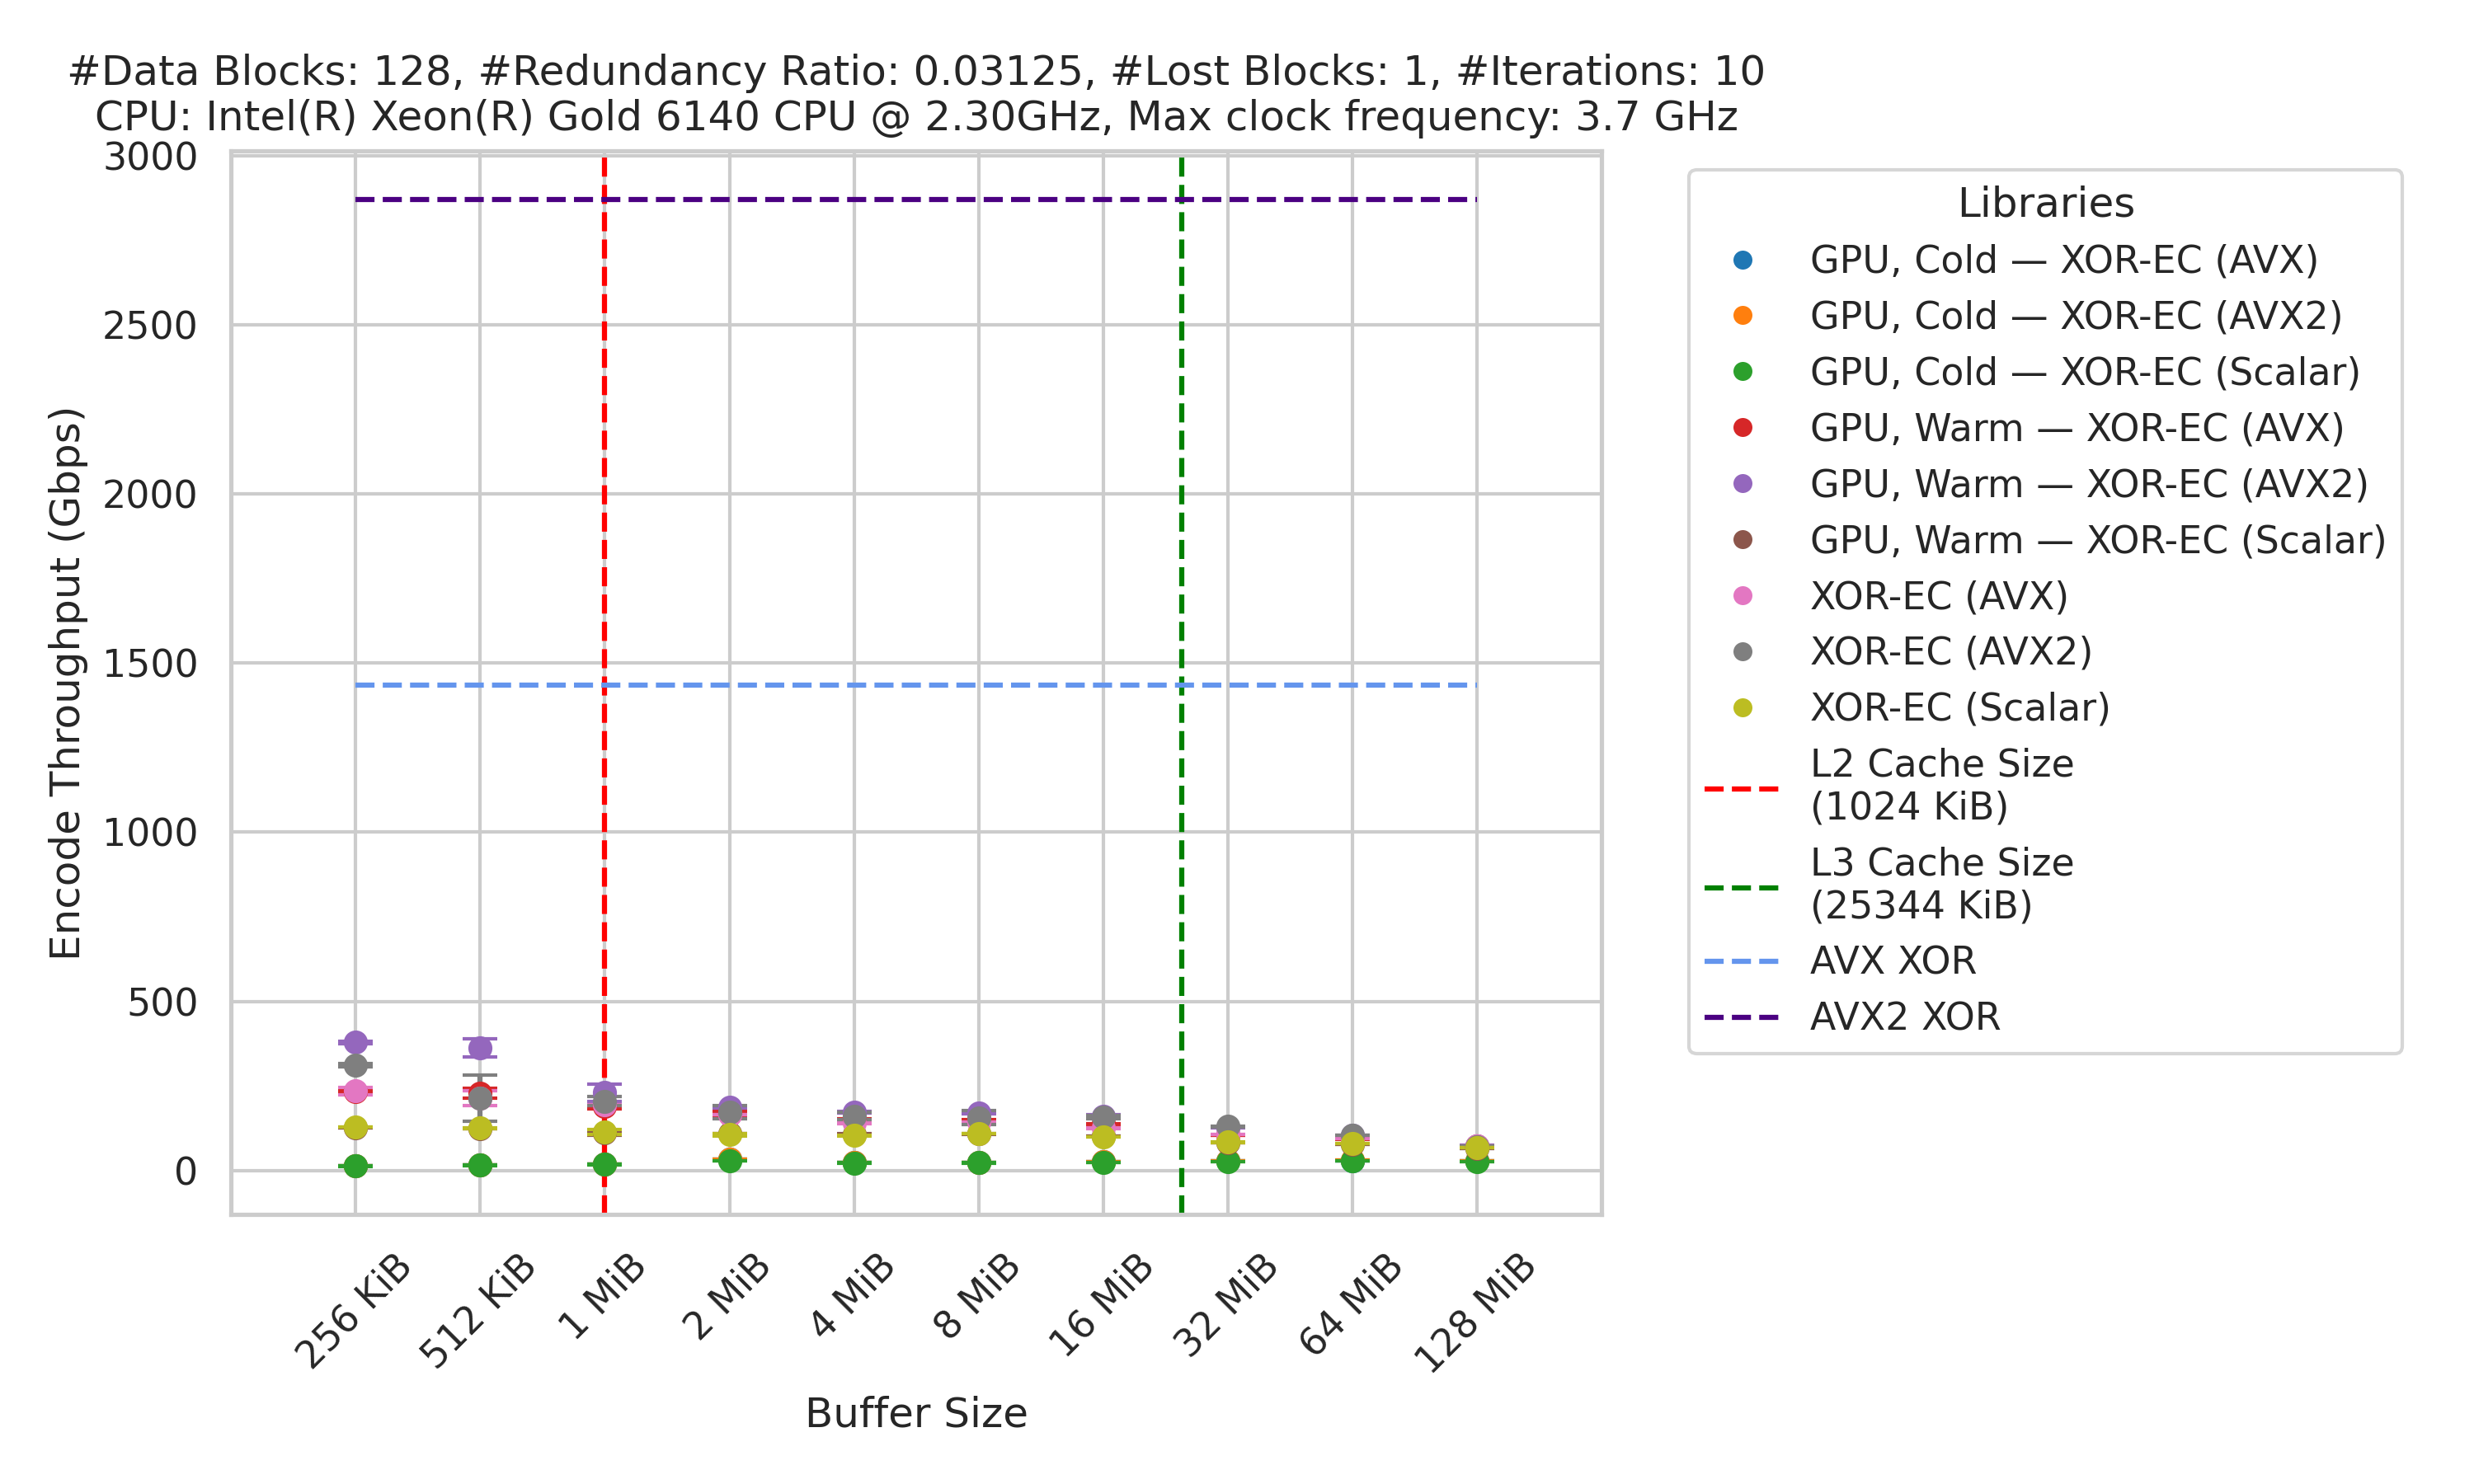 #Data Blocks: 128, #Redundancy Ratio: 0.03125, #Lost Blocks: 1, #Iterations: 10
CPU: Intel(R) Xeon(R) Gold 6140 CPU @ 2.30GHz, Max clock frequency: 3.7 GHz
Encode Throughput (Gbps)
3000
2500
2000
1500
1000
500
0
256 KiB
512 KiB
1 MiB
2 MiB
4 MiB
8 MiB
16 MiB
32 MiB
64 MiB
128 MiB
Buffer Size
Libraries
GPU, Cold — XOR-EC (AVX)
GPU, Cold — XOR-EC (AVX2)
GPU, Cold — XOR-EC (Scalar)
GPU, Warm — XOR-EC (AVX)
GPU, Warm — XOR-EC (AVX2)
GPU, Warm — XOR-EC (Scalar)
XOR-EC (AVX)
XOR-EC (AVX2)
XOR-EC (Scalar)
L2 Cache Size
(1024 KiB)
L3 Cache Size
(25344 KiB)
AVX XOR
AVX2 XOR